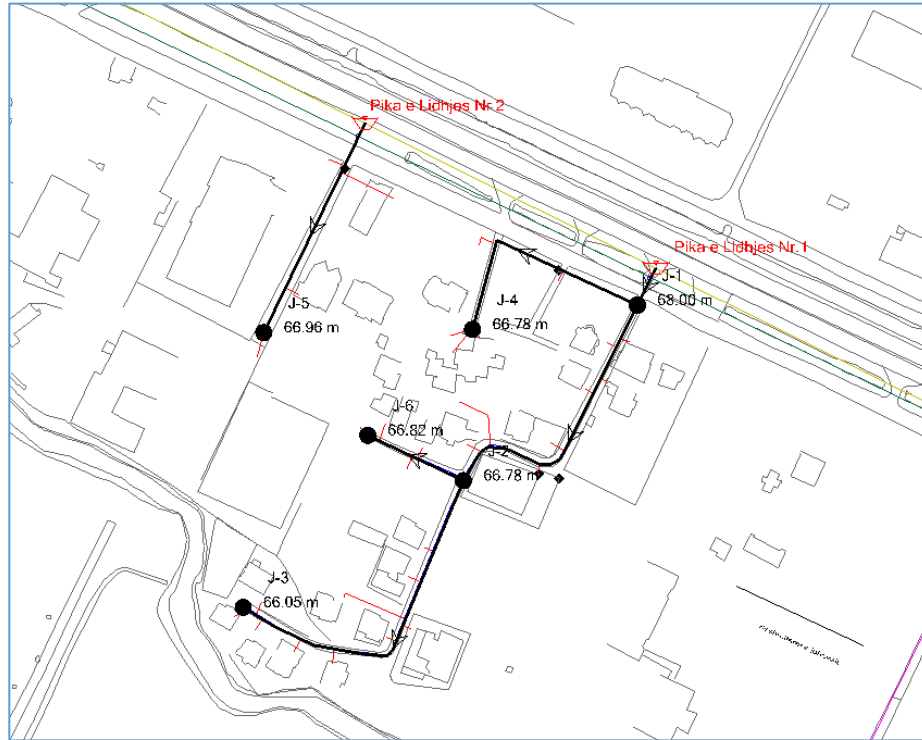 Pika e Lidhjes Nr.2
Pika e Lidhjes Nr.1
J-1
68.00 m
J-4
66.78 m
J-5
66.96 m
J-6
66.82 m
J-2
66.78 m
J-3
66.05 m